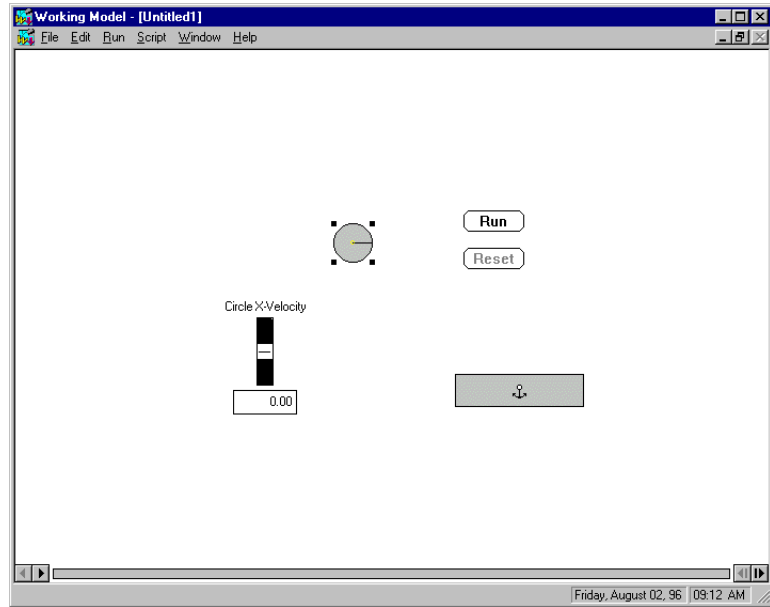 Working Model - [Untitled1]
File Edit Run Script Window Help
Run
Reset
Circle X-Velocity
0.00
Friday, August 02, 96 09:12 AM